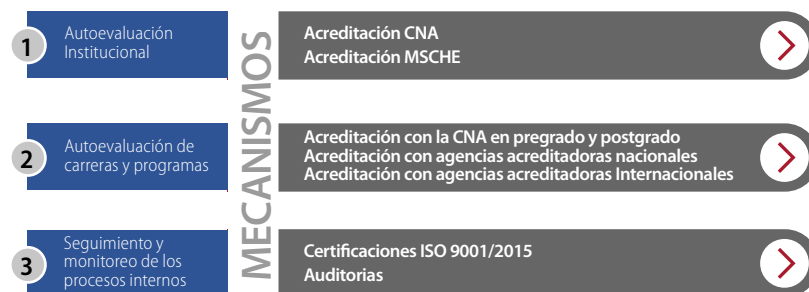 1
Autoevaluación
Institucional
MECANISMOS
Acreditación CNA
Acreditación MSCHE
2
Autoevaluación de
carreras y programas
Acreditación con la CNA en pregrado y postgrado
Acreditación con agencias acreditadoras nacionales
Acreditación con agencias acreditadoras Internacionales
3
Seguimiento y
monitoreo de los
procesos internos
Certificaciones ISO 9001/2015
Auditorias